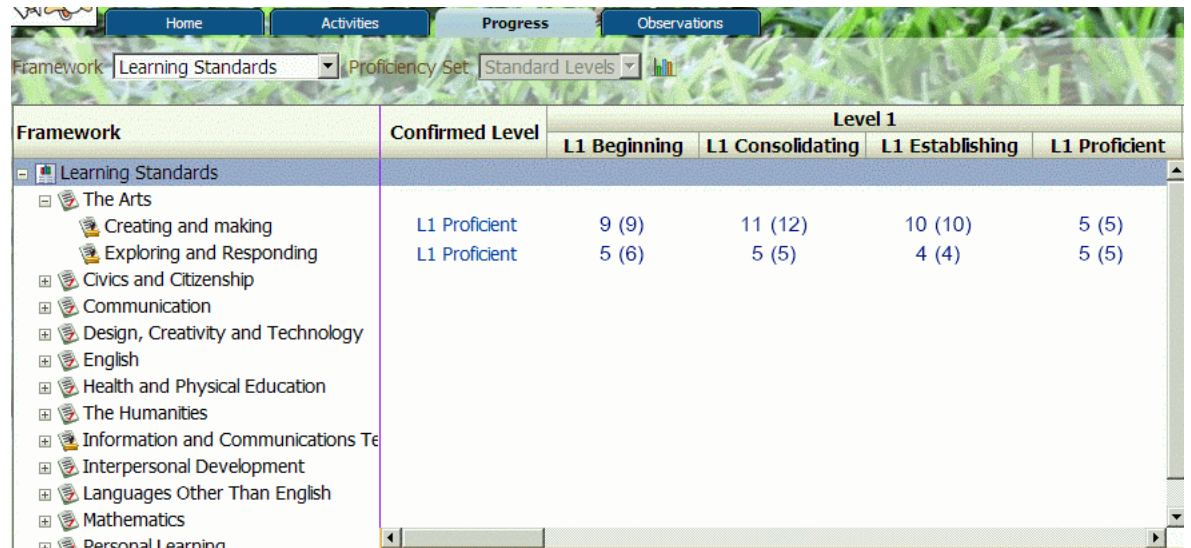 Home Activities Progress Observations
Framework Learning Standards Proficiency Set Standard Levels
Framework Confirmed Level Level 1
L1 Beginning L1 Consolidating L1 Establishing L1 Proficient
Learning Standards
The Arts
Creating and making L1 Proficient 9 (9) 11 (12) 10 (10) 5 (5)
Exploring and Responding L1 Proficient 5 (6) 5 (5) 4 (4) 5 (5)
Civics and Citizenship
Communication
Design, Creativity and Technology
English
Health and Physical Education
The Humanities
Information and Communications Te
Interpersonal Development
Languages Other Than English
Mathematics
Personal Learning